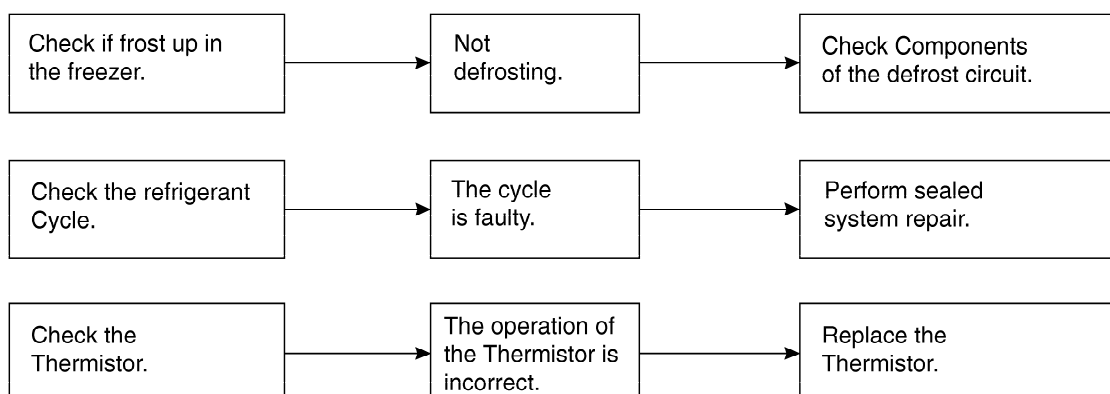 Check if frost up in
the freezer.
Not
defrosting.
Check Components
of the defrost circuit.
Check the refrigerant
Cycle.
The cycle
is faulty.
Perform sealed
system repair.
Check the
Thermistor.
The operation of
the Thermistor is
incorrect.
Replace the
Thermistor.